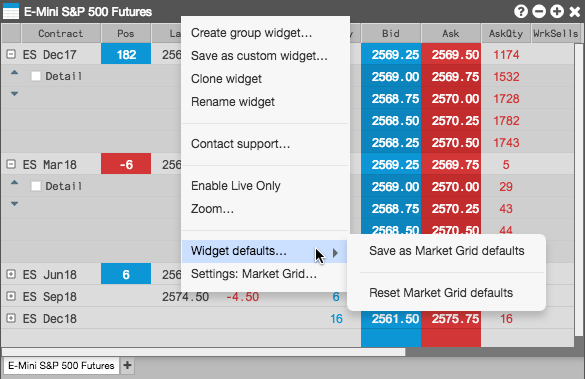 E-Mini S&P 500 Futures
Contract Pos Bid Ask AskQty WrkSells
ES Dec17 182 2569.25 2569.50 1174
Detail 2569.00 2569.75 1532
2568.75 2570.00 1728
2568.50 2570.25 1782
2568.25 2570.50 1743
ES Mar18 -6 2569.25 2569.75 5
Detail 2569.00 2570.00 29
2568.75 2570.25 43
2568.50 44
ES Jun18 6
ES Sep18 2574.50 -4.50 6
ES Dec18 16 2561.50 2575.75 16
Create group widget…
Save as custom widget…
Clone widget
Rename widget
Contact support…
Enable Live Only
Zoom…
Widget defaults…
Settings: Market Grid…
Save as Market Grid defaults
Reset Market Grid defaults
E-Mini S&P 500 Futures